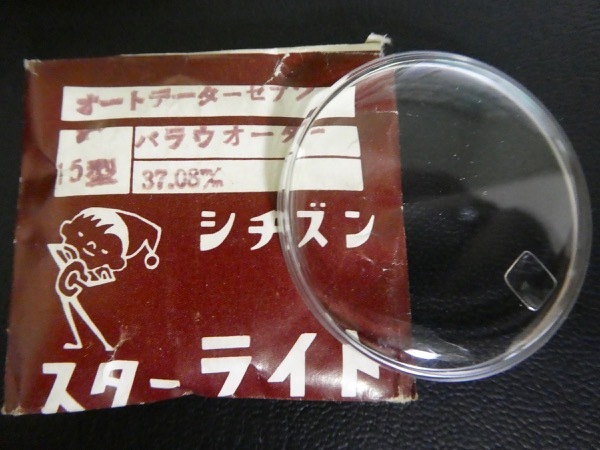 オートデーターセブン
パラウオーター
15型
37.08m/m
シチズン
スターライト